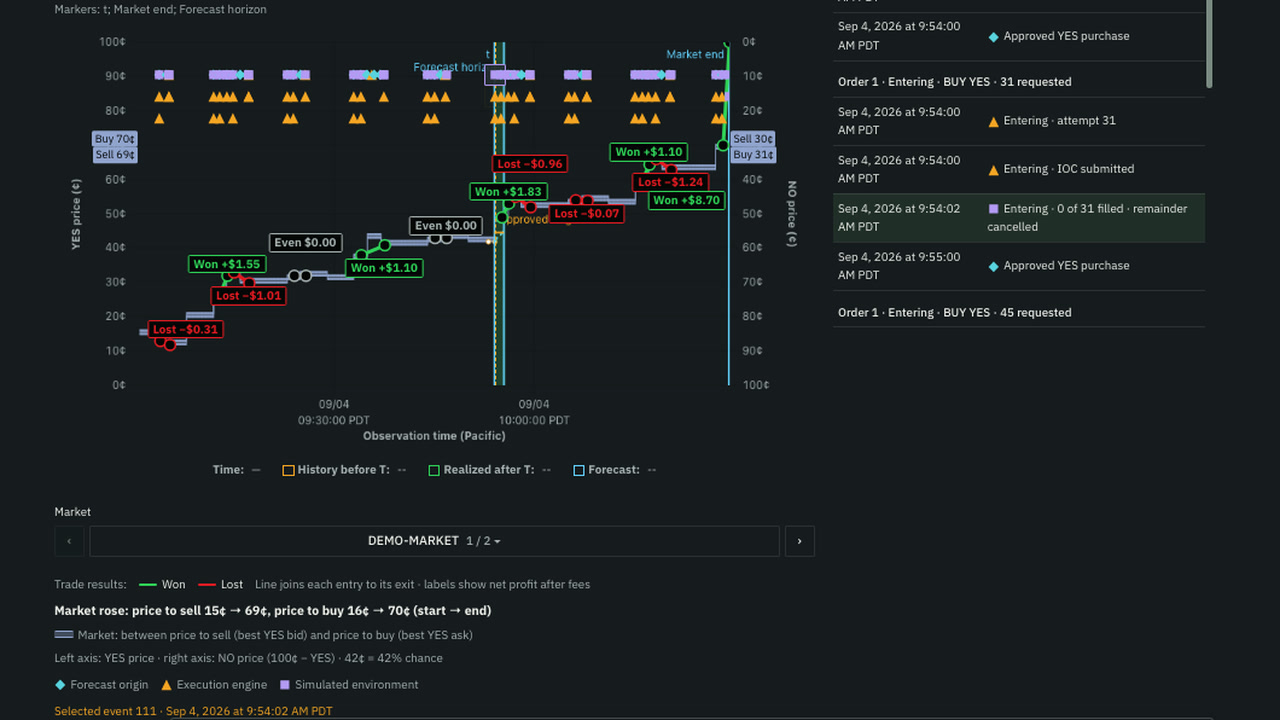 Markers: t; Market end; Forecast horizon
100¢
90¢
80¢
60¢
50¢
40¢
30¢
20¢
10¢
0¢
Buy 70¢
Sell 69¢
YES price (¢)
t
Forecast horiz
Market end
Lost −$0.31
Won +$1.55
Lost −$1.01
Even $0.00
Won +$1.10
Even $0.00
Won +$1.83
Lost −$0.96
Lost −$0.07
Won +$1.10
Lost −$1.24
Won +$8.70
0¢
10¢
20¢
Sell 30¢
Buy 31¢
40¢
50¢
60¢
70¢
80¢
90¢
100¢
NO price (¢)
09/04
09:30:00 PDT
09/04
10:00:00 PDT
Observation time (Pacific)
Time: —
History before T: --
Realized after T: --
Forecast: --
Market
‹
DEMO-MARKET 1 / 2
›
Trade results: Won Lost Line joins each entry to its exit · labels show net profit after fees
Market rose: price to sell 15¢ → 69¢, price to buy 16¢ → 70¢ (start → end)
Market: between price to sell (best YES bid) and price to buy (best YES ask)
Left axis: YES price · right axis: NO price (100¢ − YES) · 42¢ = 42% chance
Forecast origin Execution engine Simulated environment
Selected event 111 · Sep 4, 2026 at 9:54:02 AM PDT
Sep 4, 2026 at 9:54:00
AM PDT
Approved YES purchase
Order 1 · Entering · BUY YES · 31 requested
Sep 4, 2026 at 9:54:00
AM PDT
Entering · attempt 31
Sep 4, 2026 at 9:54:00
AM PDT
Entering · IOC submitted
Sep 4, 2026 at 9:54:02
AM PDT
Entering · 0 of 31 filled · remainder
cancelled
Sep 4, 2026 at 9:55:00
AM PDT
Approved YES purchase
Order 1 · Entering · BUY YES · 45 requested